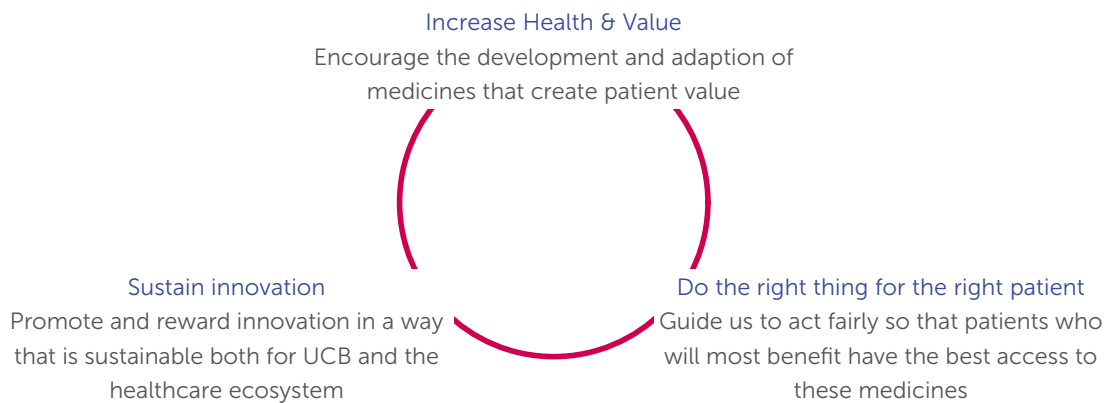 Increase Health & Value
Encourage the development and adaption of
medicines that create patient value
Sustain innovation
Promote and reward innovation in a way
that is sustainable both for UCB and the
healthcare ecosystem
Do the right thing for the right patient
Guide us to act fairly so that patients who
will most benefit have the best access to
these medicines